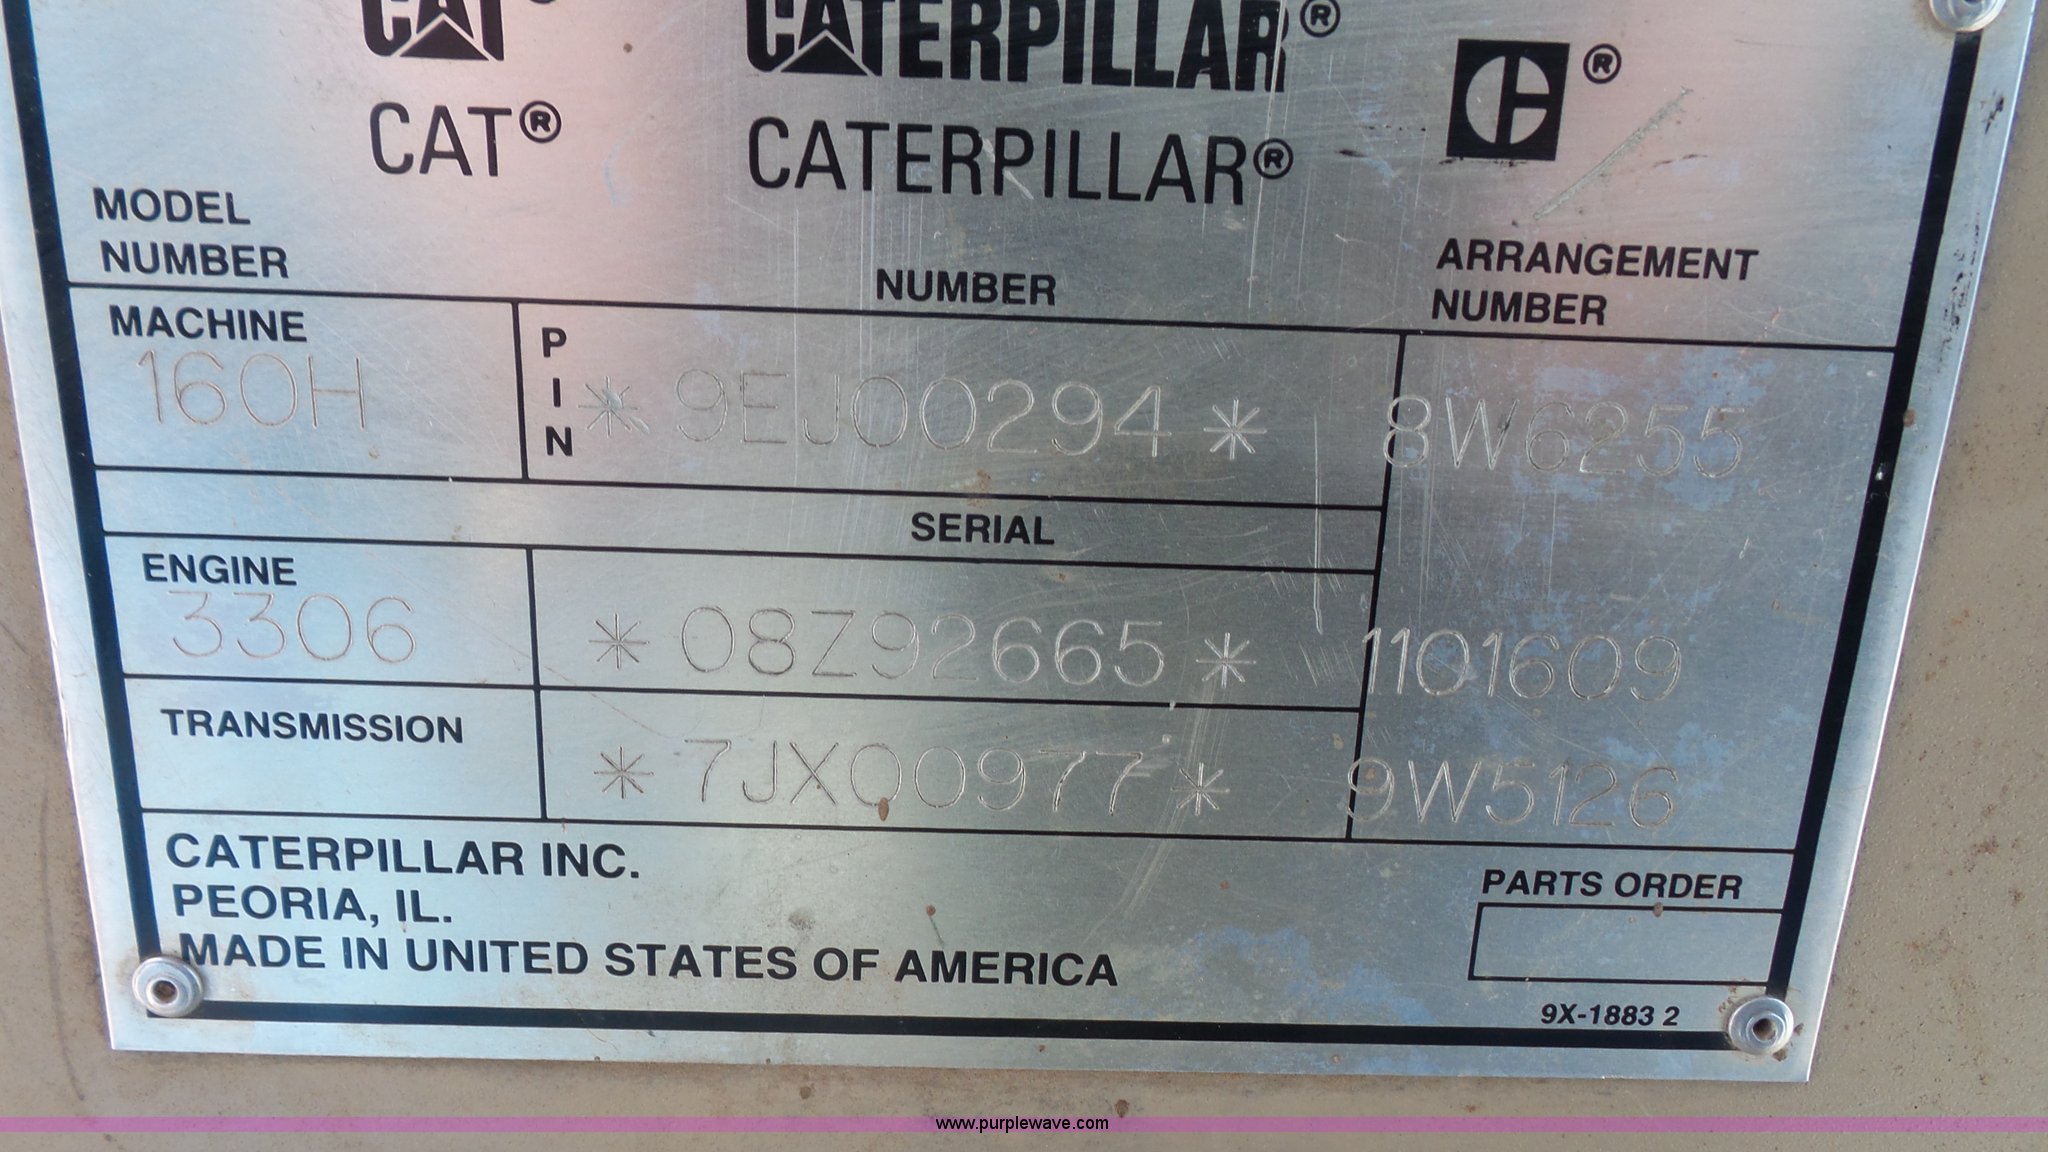 CAT CATERPILLAR®
CAT® CATERPILLAR® C ®
MODEL NUMBER NUMBER ARRANGEMENT NUMBER
MACHINE
160H PIN *9EJ00294* 8W6255
SERIAL
ENGINE
3306 *08Z92665* 1101609
TRANSMISSION
*7JX00977* 9W5126
CATERPILLAR INC.
PEORIA, IL.
MADE IN UNITED STATES OF AMERICA
PARTS ORDER
9X-1883 2
www.purplewave.com